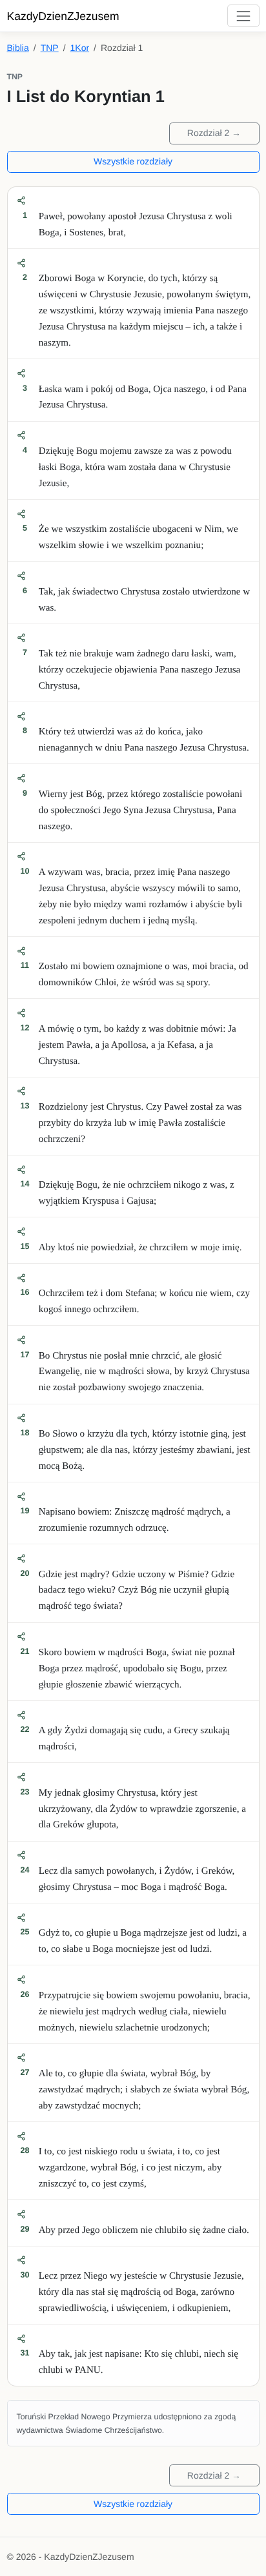 KazdyDzienZJezusem
Biblia / TNP / 1Kor / Rozdział 1
TNP
I List do Koryntian 1
Rozdział 2 →
Wszystkie rozdziały
1 Paweł, powołany apostoł Jezusa Chrystusa z woli
Boga, i Sostenes, brat,
2 Zborowi Boga w Koryncie, do tych, którzy są
uświęceni w Chrystusie Jezusie, powołanym świętym,
ze wszystkimi, którzy wzywają imienia Pana naszego
Jezusa Chrystusa na każdym miejscu – ich, a także i
naszym.
3 Łaska wam i pokój od Boga, Ojca naszego, i od Pana
Jezusa Chrystusa.
4 Dziękuję Bogu mojemu zawsze za was z powodu
łaski Boga, która wam została dana w Chrystusie
Jezusie,
5 Że we wszystkim zostaliście ubogaceni w Nim, we
wszelkim słowie i we wszelkim poznaniu;
6 Tak, jak świadectwo Chrystusa zostało utwierdzone w
was.
7 Tak też nie brakuje wam żadnego daru łaski, wam,
którzy oczekujecie objawienia Pana naszego Jezusa
Chrystusa,
8 Który też utwierdzi was aż do końca, jako
nienagannych w dniu Pana naszego Jezusa Chrystusa.
9 Wierny jest Bóg, przez którego zostaliście powołani
do społeczności Jego Syna Jezusa Chrystusa, Pana
naszego.
10 A wzywam was, bracia, przez imię Pana naszego
Jezusa Chrystusa, abyście wszyscy mówili to samo,
żeby nie było między wami rozłamów i abyście byli
zespoleni jednym duchem i jedną myślą.
11 Zostało mi bowiem oznajmione o was, moi bracia, od
domowników Chloi, że wśród was są spory.
12 A mówię o tym, bo każdy z was dobitnie mówi: Ja
jestem Pawła, a ja Apollosa, a ja Kefasa, a ja
Chrystusa.
13 Rozdzielony jest Chrystus. Czy Paweł został za was
przybity do krzyża lub w imię Pawła zostaliście
ochrzczeni?
14 Dziękuję Bogu, że nie ochrzciłem nikogo z was, z
wyjątkiem Kryspusa i Gajusa;
15 Aby ktoś nie powiedział, że chrzciłem w moje imię.
16 Ochrzciłem też i dom Stefana; w końcu nie wiem, czy
kogoś innego ochrzciłem.
17 Bo Chrystus nie posłał mnie chrzcić, ale głosić
Ewangelię, nie w mądrości słowa, by krzyż Chrystusa
nie został pozbawiony swojego znaczenia.
18 Bo Słowo o krzyżu dla tych, którzy istotnie giną, jest
głupstwem; ale dla nas, którzy jesteśmy zbawiani, jest
mocą Bożą.
19 Napisano bowiem: Zniszczę mądrość mądrych, a
zrozumienie rozumnych odrzucę.
20 Gdzie jest mądry? Gdzie uczony w Piśmie? Gdzie
badacz tego wieku? Czyż Bóg nie uczynił głupią
mądrość tego świata?
21 Skoro bowiem w mądrości Boga, świat nie poznał
Boga przez mądrość, upodobało się Bogu, przez
głupie głoszenie zbawić wierzących.
22 A gdy Żydzi domagają się cudu, a Grecy szukają
mądrości,
23 My jednak głosimy Chrystusa, który jest
ukrzyżowany, dla Żydów to wprawdzie zgorszenie, a
dla Greków głupota,
24 Lecz dla samych powołanych, i Żydów, i Greków,
głosimy Chrystusa – moc Boga i mądrość Boga.
25 Gdyż to, co głupie u Boga mądrzejsze jest od ludzi, a
to, co słabe u Boga mocniejsze jest od ludzi.
26 Przypatrujcie się bowiem swojemu powołaniu, bracia,
że niewielu jest mądrych według ciała, niewielu
możnych, niewielu szlachetnie urodzonych;
27 Ale to, co głupie dla świata, wybrał Bóg, by
zawstydzać mądrych; i słabych ze świata wybrał Bóg,
aby zawstydzać mocnych;
28 I to, co jest niskiego rodu u świata, i to, co jest
wzgardzone, wybrał Bóg, i co jest niczym, aby
zniszczyć to, co jest czymś,
29 Aby przed Jego obliczem nie chlubiło się żadne ciało.
30 Lecz przez Niego wy jesteście w Chrystusie Jezusie,
który dla nas stał się mądrością od Boga, zarówno
sprawiedliwością, i uświęceniem, i odkupieniem,
31 Aby tak, jak jest napisane: Kto się chlubi, niech się
chlubi w PANU.
Toruński Przekład Nowego Przymierza udostępniono za zgodą
wydawnictwa Świadome Chrześcijaństwo.
Rozdział 2 →
Wszystkie rozdziały
© 2026 - KazdyDzienZJezusem